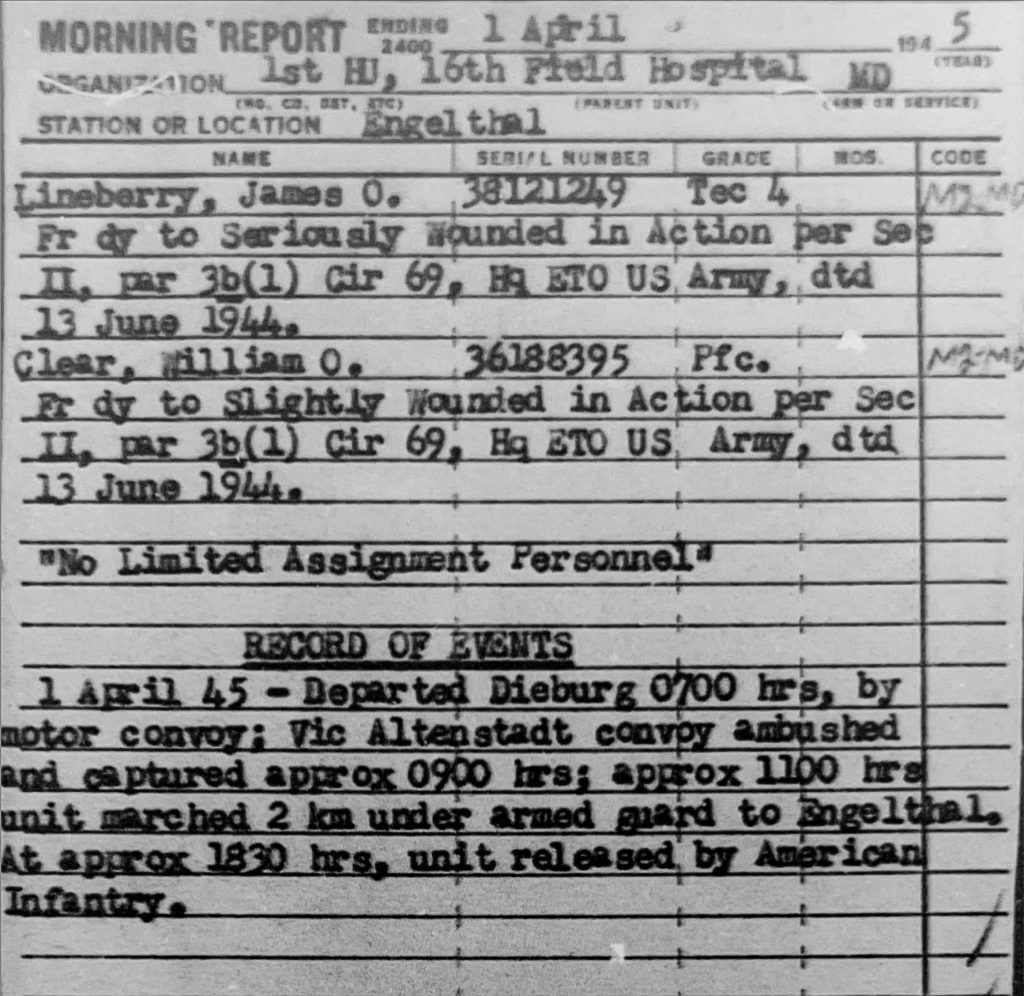 MORNING REPORT ENDING 2400 1 April 194 5
(YEAR)
ORGANIZATION 1st HU, 16th Field Hospital MD
(NO. CO. DET, ETC) (PARENT UNIT) (ARM OR SERVICE)
STATION OR LOCATION Engelthal
NAME SERIAL NUMBER GRADE MOS. CODE
Lineberry, James O. 38121249 Tec 4
Fr dy to Seriously Wounded in Action per Sec
II, par 3b(1) Cir 69, Hq ETO US Army, dtd
13 June 1944.
Clear, William O. 36188395 Pfc.
Fr dy to Slightly Wounded in Action per Sec
II, par 3b(1) Cir 69, Hq ETO US Army, dtd
13 June 1944.
"No Limited Assignment Personnel"
RECORD OF EVENTS
1 April 45 - Departed Dieburg 0700 hrs, by
motor convoy; Vic Altenstadt convoy ambushed
and captured approx 0900 hrs; approx 1100 hrs
unit marched 2 km under armed guard to Engelthal.
At approx 1830 hrs, unit released by American
Infantry.